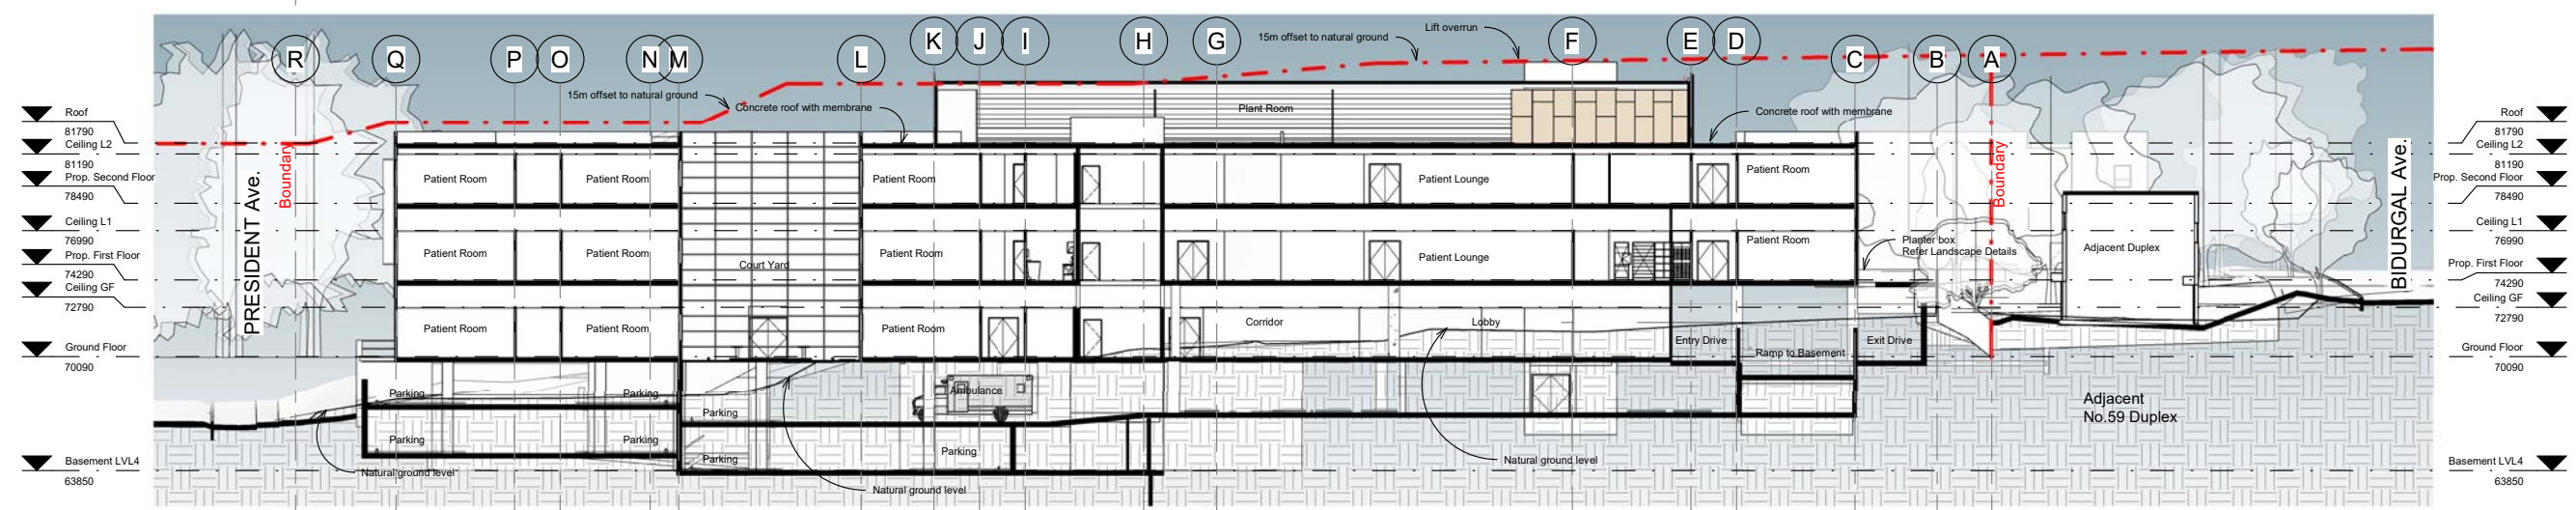 R
Q
P
O
N
M
L
K
J
I
H
G
F
E
D
C
B
A
Lift overrun
15m offset to natural ground
15m offset to natural ground
Concrete roof with membrane
Plant Room
Concrete roof with membrane
Roof
81790
Ceiling L2
81190
Prop. Second Floor
78490
Ceiling L1
76990
Prop. First Floor
74290
Ceiling GF
72790
Ground Floor
70090
Basement LVL4
63850
PRESIDENT Ave.
Boundary
Patient Room
Patient Room
Patient Room
Patient Lounge
Patient Room
Patient Room
Patient Room
Court Yard
Patient Room
Patient Lounge
Patient Room
Planter box
Refer Landscape Details
Patient Room
Patient Room
Patient Room
Corridor
Lobby
Entry Drive
Ramp to Basement
Exit Drive
Parking
Parking
Parking
Ambulance
Parking
Parking
Parking
Parking
Natural ground level
Natural ground level
Natural ground level
Boundary
Adjacent Duplex
Adjacent
No.59 Duplex
BIDURGAL Ave.
Roof
81790
Ceiling L2
81190
Prop. Second Floor
78490
Ceiling L1
76990
Prop. First Floor
74290
Ceiling GF
72790
Ground Floor
70090
Basement LVL4
63850